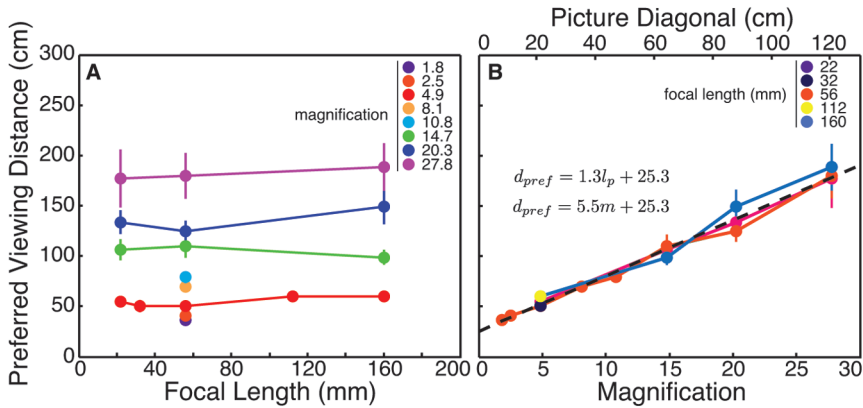 Preferred Viewing Distance (cm)
300
250
200
150
100
50
0
A
magnification
1.8
2.5
4.9
8.1
10.8
14.7
20.3
27.8
0 40 80 120 160 200
Focal Length (mm)
Picture Diagonal (cm)
0 20 40 60 80 100 120
B
focal length (mm)
22
32
56
112
160
d_pref = 1.3l_p + 25.3
d_pref = 5.5m + 25.3
0 5 10 15 20 25 30
Magnification